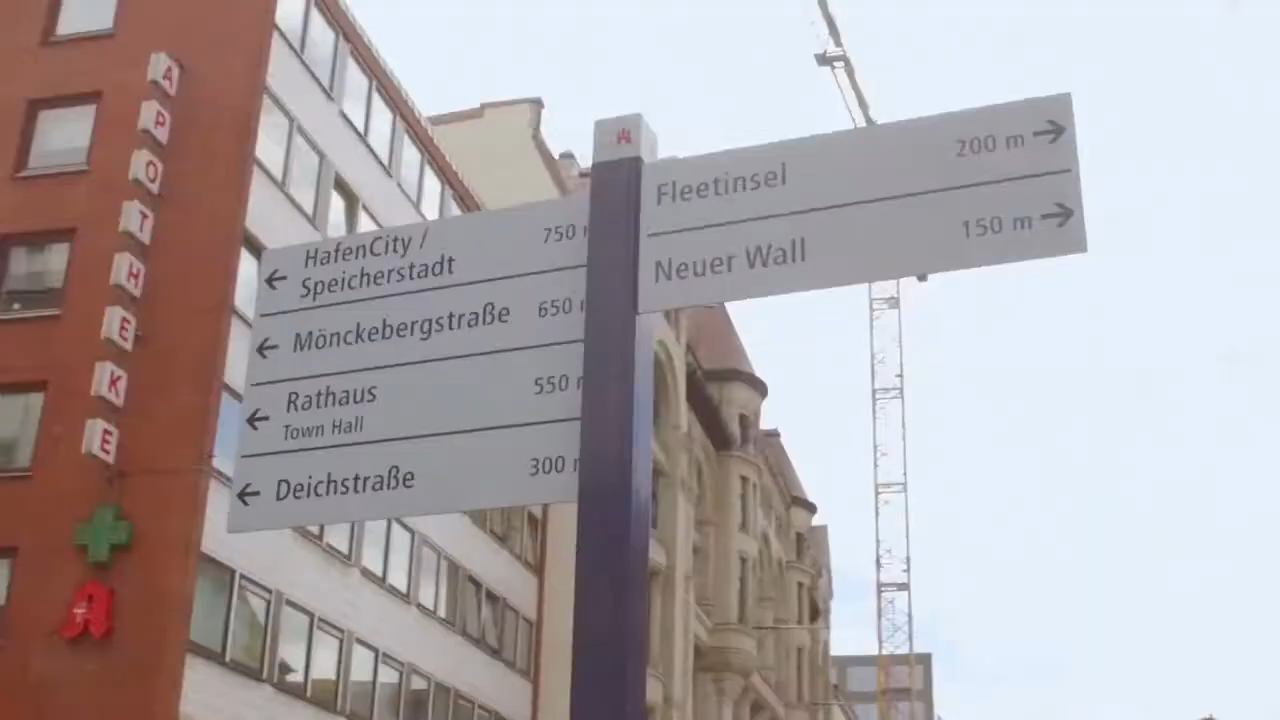 APOTHEKE
A
HafenCity /
Speicherstadt
750
Mönckebergstraße
650
Rathaus
Town Hall
550
Deichstraße
300
Fleetinsel
200 m
Neuer Wall
150 m